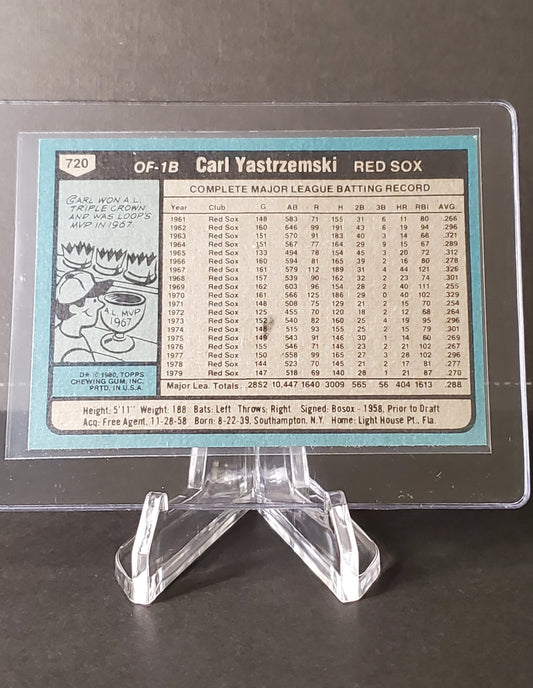 720 OF-1B Carl Yastrzemski RED SOX
CARL WON A.L.
TRIPLE CROWN
AND WAS LOOP'S
MVP IN 1967.
A.L. MVP
1967
D✱ © 1980, TOPPS
CHEWING GUM, INC.
PRTD. IN U.S.A.
COMPLETE MAJOR LEAGUE BATTING RECORD
Year Club G AB R H 2B 3B HR RBI AVG.
1961 Red Sox 148 583 71 155 31 6 11 80 .266
1962 Red Sox 160 646 99 191 43 6 19 94 .296
1963 Red Sox 151 570 91 183 40 3 14 68 .321
1964 Red Sox 151 567 77 164 29 9 15 67 .289
1965 Red Sox 133 494 78 154 45 3 20 72 .312
1966 Red Sox 160 594 81 165 39 2 16 80 .278
1967 Red Sox 161 579 112 189 31 4 44 121 .326
1968 Red Sox 157 539 90 162 32 2 23 74 .301
1969 Red Sox 162 603 96 154 28 2 40 111 .255
1970 Red Sox 161 566 125 186 29 0 40 102 .329
1971 Red Sox 148 508 75 129 21 2 15 70 .254
1972 Red Sox 125 455 70 120 18 2 12 68 .264
1973 Red Sox 152 540 82 160 25 4 19 95 .296
1974 Red Sox 148 515 93 155 25 2 15 79 .301
1975 Red Sox 149 543 91 146 30 1 14 60 .269
1976 Red Sox 155 546 71 146 23 2 21 102 .267
1977 Red Sox 150 558 99 165 27 3 28 102 .296
1978 Red Sox 144 523 70 145 21 2 17 81 .277
1979 Red Sox 147 518 69 140 28 1 21 87 .270
Major Lea. Totals 2852 10,447 1640 3009 565 56 404 1613 .288
Height: 5'11" Weight: 188 Bats: Left Throws: Right Signed: Bosox - 1958, Prior to Draft
Acq: Free Agent, 11-28-58 Born: 8-22-39, Southampton, N.Y. Home: Light House Pt., Fla.